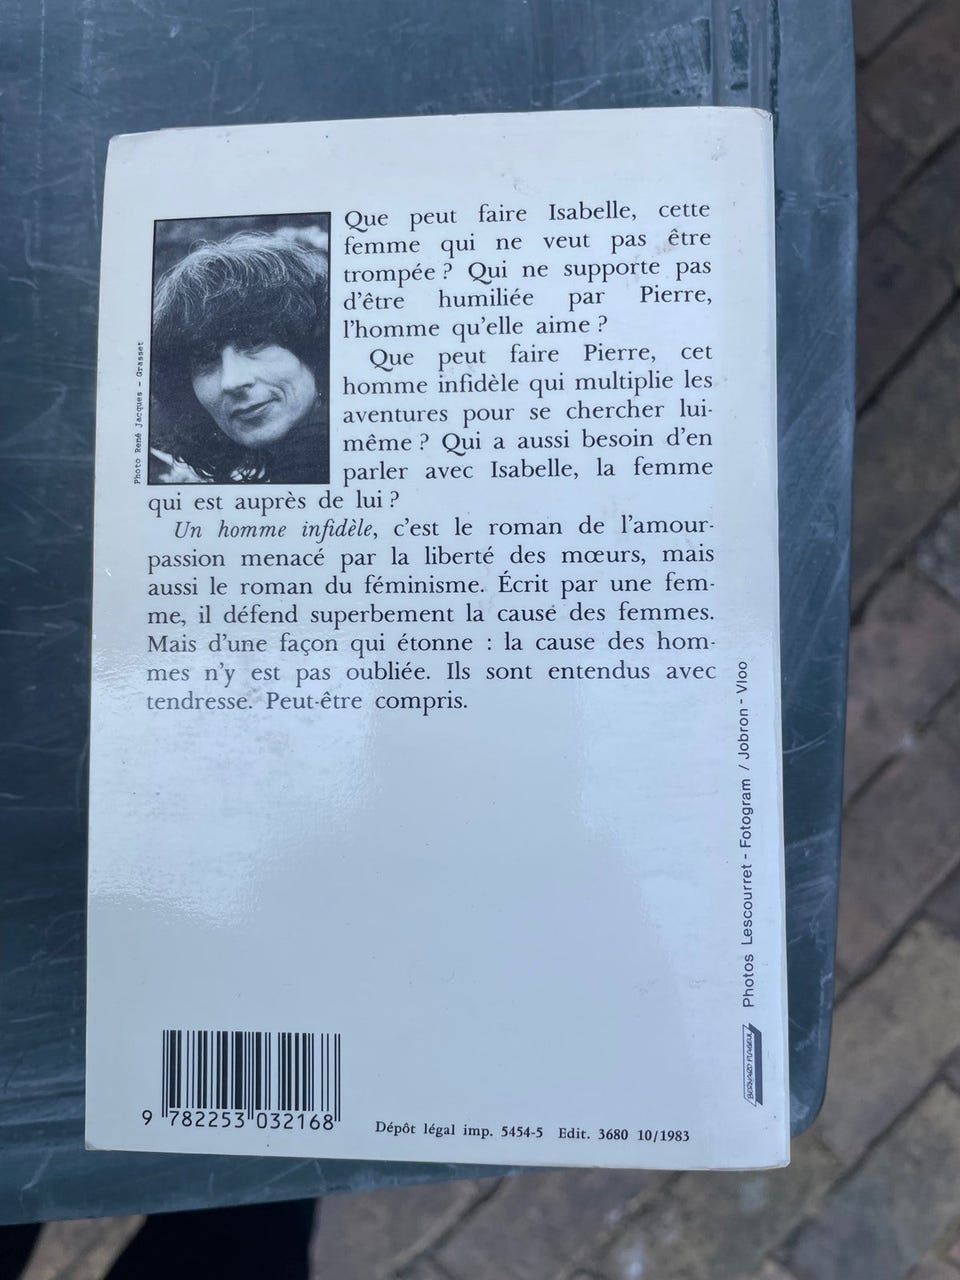 Que peut faire Isabelle, cette
femme qui ne veut pas être
trompée ? Qui ne supporte pas
d'être humiliée par Pierre,
l'homme qu'elle aime ?
Que peut faire Pierre, cet
homme infidèle qui multiplie les
aventures pour se chercher lui-
même ? Qui a aussi besoin d'en
parler avec Isabelle, la femme
qui est auprès de lui ?
Un homme infidèle, c'est le roman de l'amour-
passion menacé par la liberté des mœurs, mais
aussi le roman du féminisme. Écrit par une fem-
me, il défend superbement la cause des femmes.
Mais d'une façon qui étonne : la cause des hom-
mes n'y est pas oubliée. Ils sont entendus avec
tendresse. Peut-être compris.
Photo René Jacques - Grasset
Photos Lescourret - Fotogram / Jobron - Vloo
BERNARD FLAGEUL
9 782253 032168
Dépôt légal imp. 5454-5 Edit. 3680 10/1983